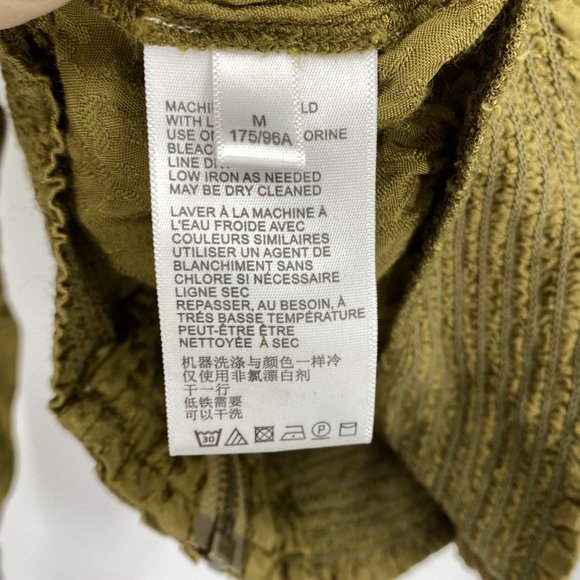 M
175/96A
MACHI LD
WITH L
USE O ORINE
BLEAC
LINE D
LOW IRON AS NEEDED
MAY BE DRY CLEANED
LAVER À LA MACHINE À
L'EAU FROIDE AVEC
COULEURS SIMILAIRES
UTILISER UN AGENT DE
BLANCHIMENT SANS
CHLORE SI NÉCESSAIRE
LIGNE SEC
REPASSER, AU BESOIN, À
TRÉS BASSE TEMPÉRATURE
PEUT-ÊTRE ÊTRE
NETTOYÉE À SEC
机器洗涤与颜色一样冷
仅使用非氯漂白剂
干一行
低铁需要
可以干洗
30 P